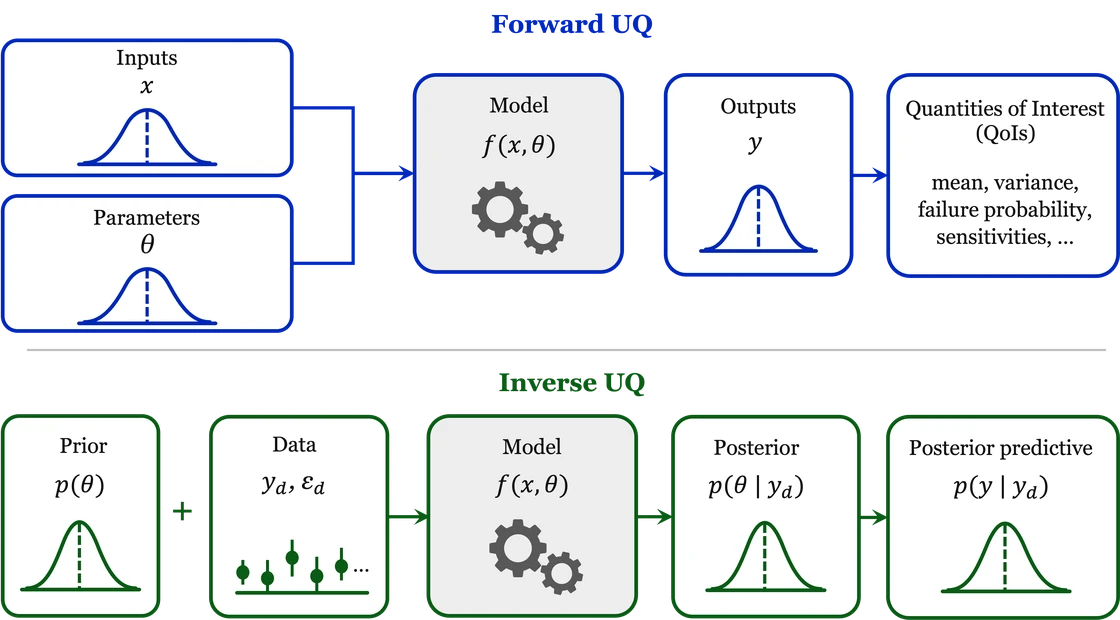 Forward UQ
Inputs
x
Parameters
θ
Model
f(x, θ)
Outputs
y
Quantities of Interest
(QoIs)
mean, variance,
failure probability,
sensitivities, ...
Inverse UQ
Prior
p(θ)
+
Data
y_d, ε_d
...
Model
f(x, θ)
Posterior
p(θ | y_d)
Posterior predictive
p(y | y_d)